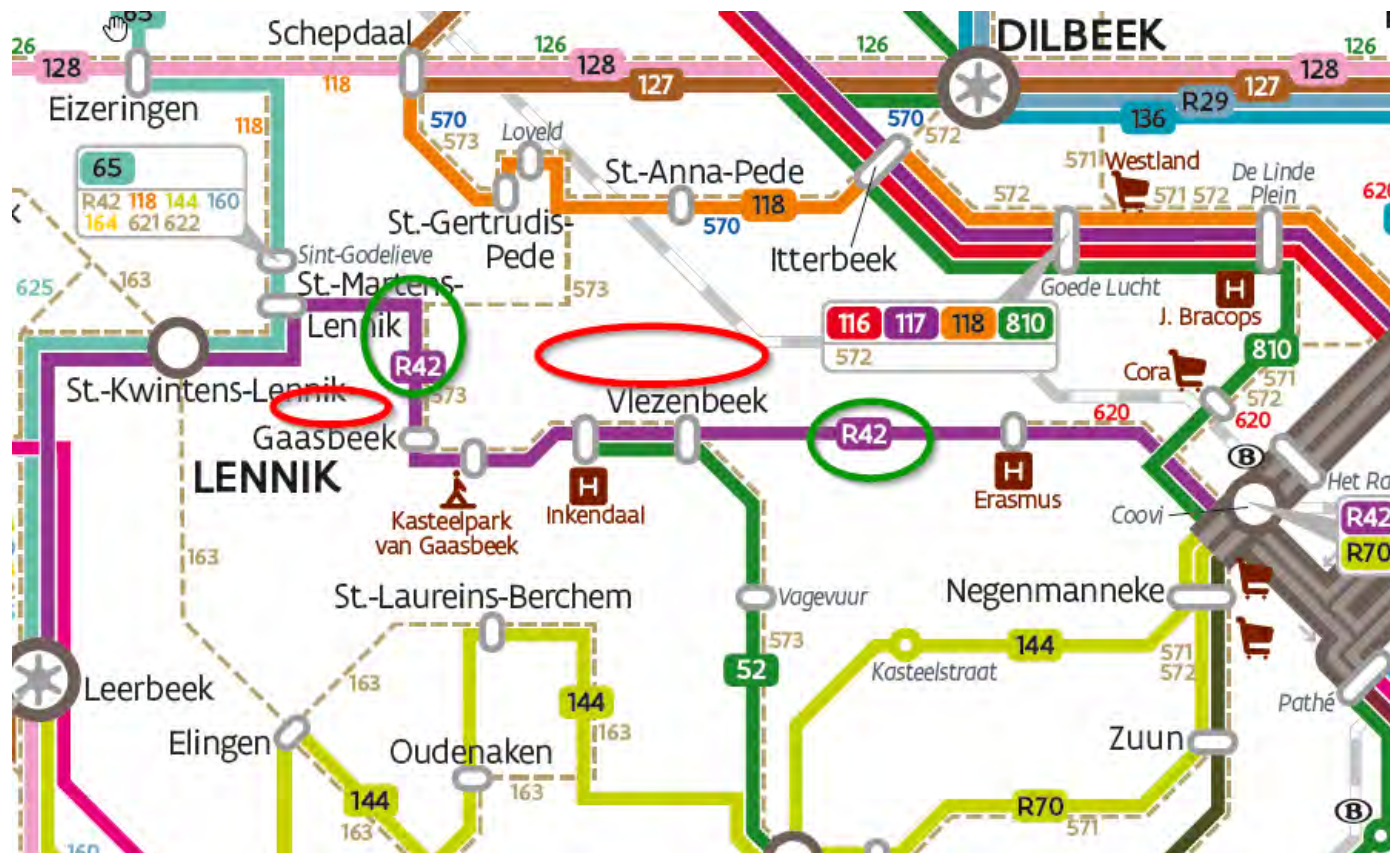 65
Schepdaal
126
DILBEEK
126
126
126
128
118
128
127
128
127
R29
136
Eizeringen
118
570
573
Loveld
570
572
571
Westland
De Linde
Plein
65
R42 118 144 160
164 621 622
St.-Anna-Pede
118
570
572
571 572
620
St.-Gertrudis-
Pede
Itterbeek
Sint-Godelieve
163
625
St.-Martens-
Lennik
573
Goede Lucht
H
J. Bracops
116 117 118 810
572
810
R42
573
St.-Kwintens-Lennik
Vlezenbeek
Cora
571
572
620
Gaasbeek
R42
620
B
LENNIK
H
Inkendaal
H
Erasmus
Kasteelpark
van Gaasbeek
Coovi
R42
R70
163
St.-Laureins-Berchem
Vagevuur
Negenmanneke
573
144
571
572
Kasteelstraat
52
163
Leerbeek
144
163
Pathé
Elingen
Oudenaken
Zuun
163
144
163
R70
571
B
160